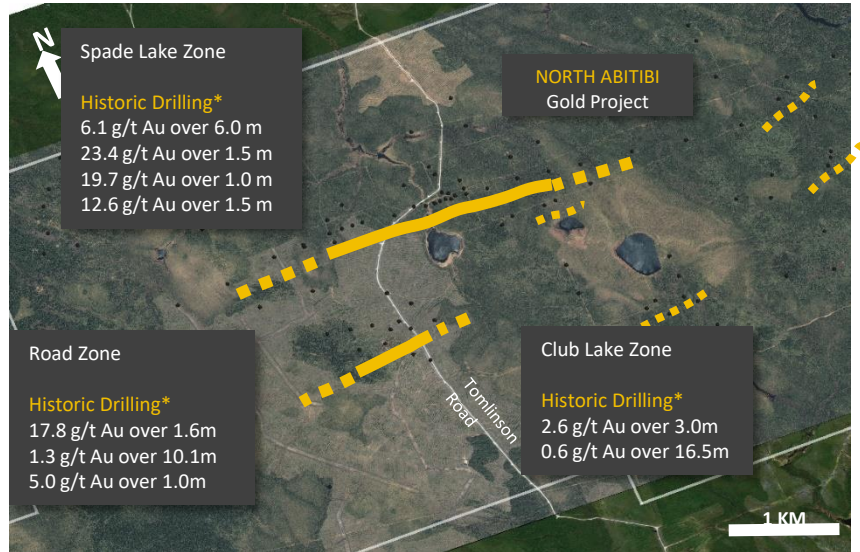 N
Spade Lake Zone
Historic Drilling*
6.1 g/t Au over 6.0 m
23.4 g/t Au over 1.5 m
19.7 g/t Au over 1.0 m
12.6 g/t Au over 1.5 m
NORTH ABITIBI
Gold Project
Road Zone
Historic Drilling*
17.8 g/t Au over 1.6m
1.3 g/t Au over 10.1m
5.0 g/t Au over 1.0m
Tomlinson
Road
Club Lake Zone
Historic Drilling*
2.6 g/t Au over 3.0m
0.6 g/t Au over 16.5m
1 KM